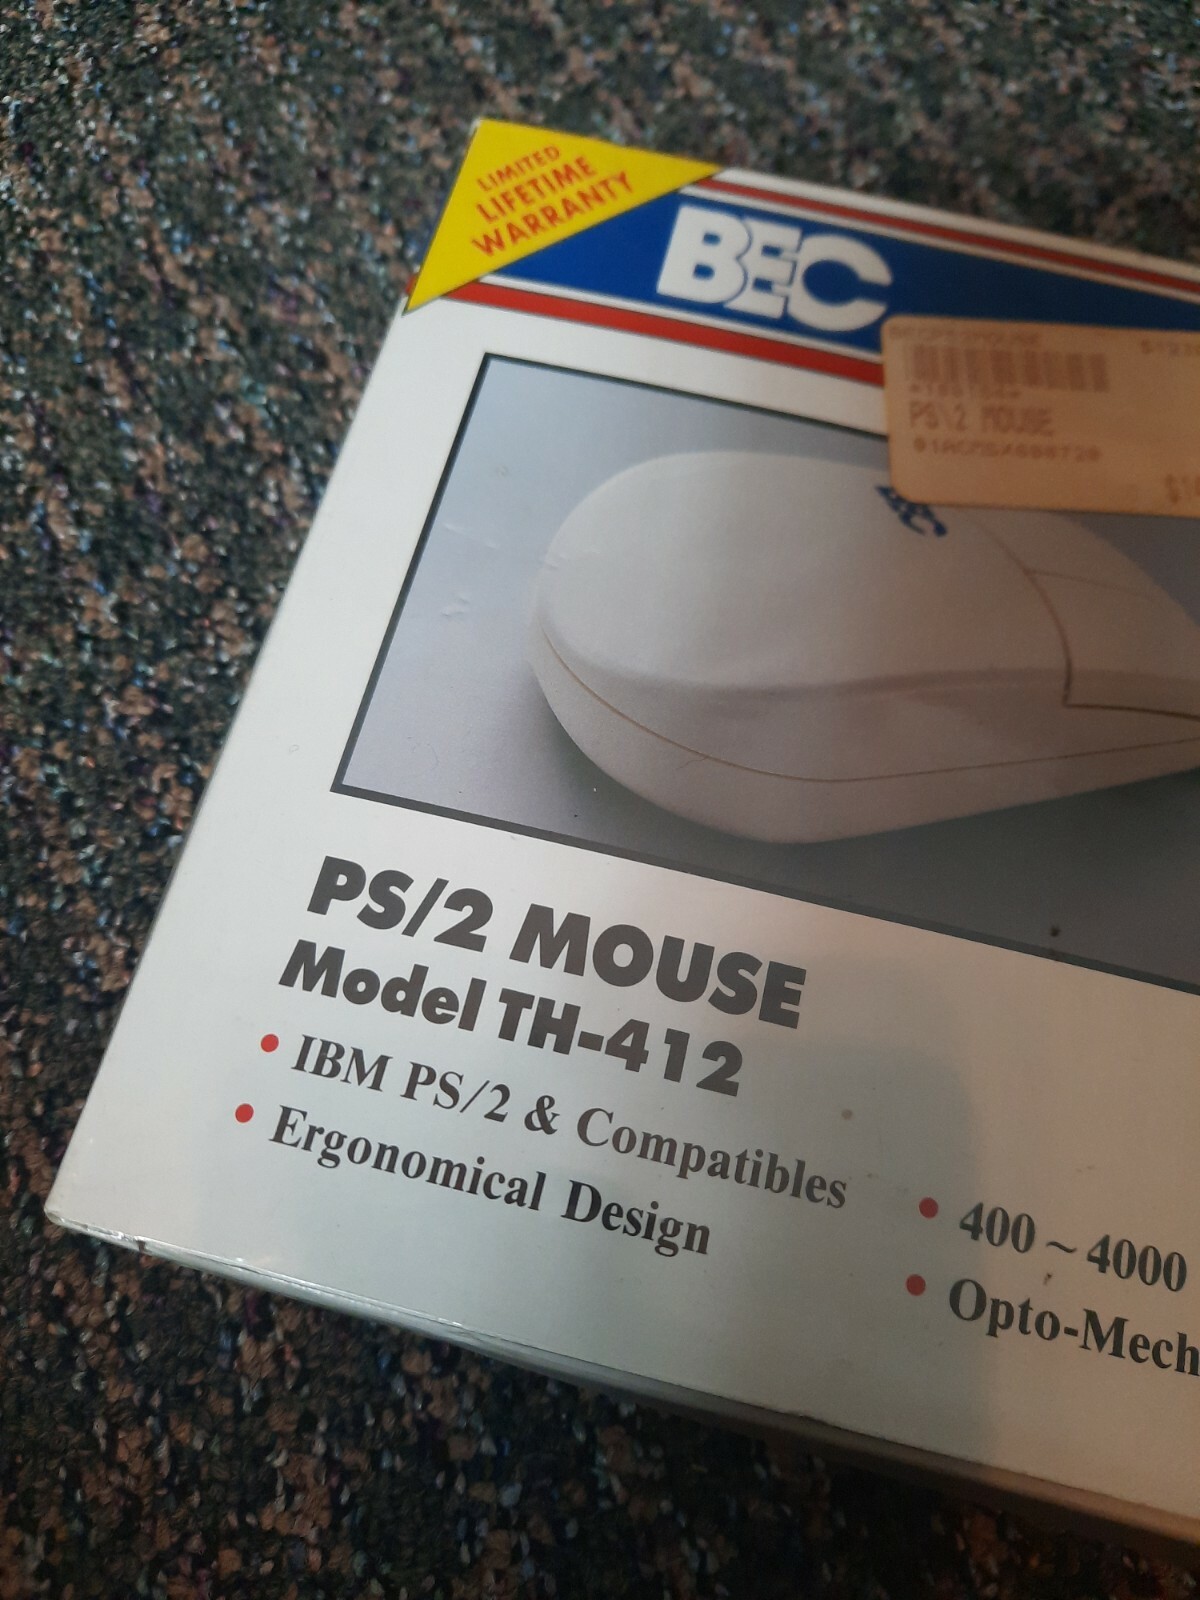 LIMITED
LIFETIME
WARRANTY
BEC
PS\2 MOUSE
BEC
PS/2 MOUSE
Model TH-412
• IBM PS/2 & Compatibles
• Ergonomical Design
• 400 ~ 4000
• Opto-Mech